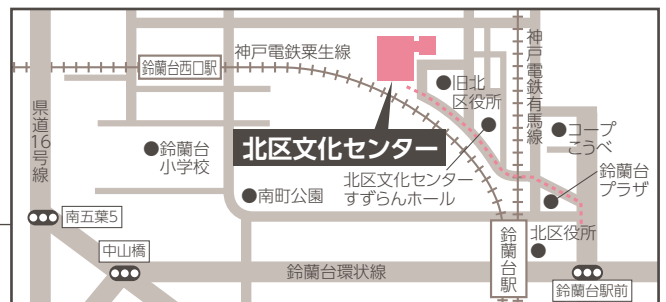 神戸電鉄粟生線
鈴蘭台西口駅
神戸電鉄有馬線
県道16号線
旧北
区役所
コープ
こうべ
鈴蘭台
小学校
北区文化センター
北区文化センター
すずらんホール
鈴蘭台
プラザ
南町公園
南五葉5
中山橋
鈴蘭台環状線
鈴蘭台駅
北区役所
鈴蘭台駅前